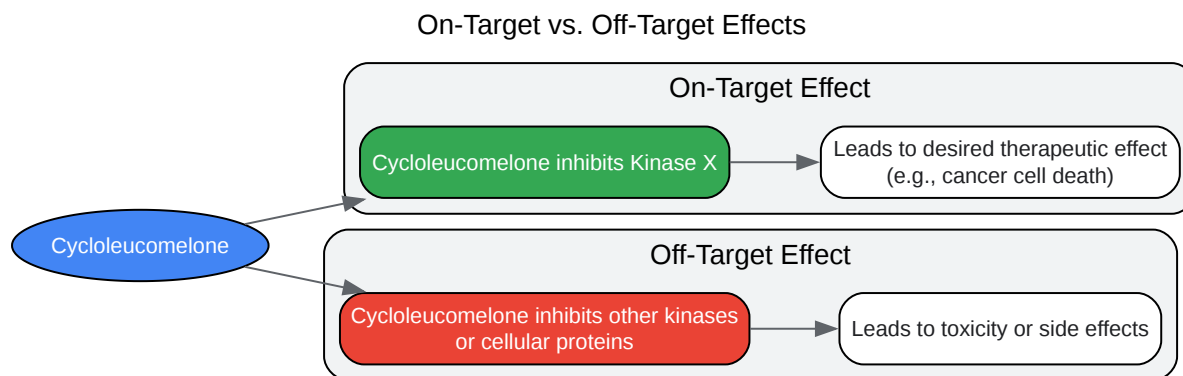 On-Target vs. Off-Target Effects
On-Target Effect
Cycloleucomelone inhibits Kinase X
Leads to desired therapeutic effect
(e.g., cancer cell death)
Cycloleucomelone
Off-Target Effect
Cycloleucomelone inhibits other kinases
or cellular proteins
Leads to toxicity or side effects